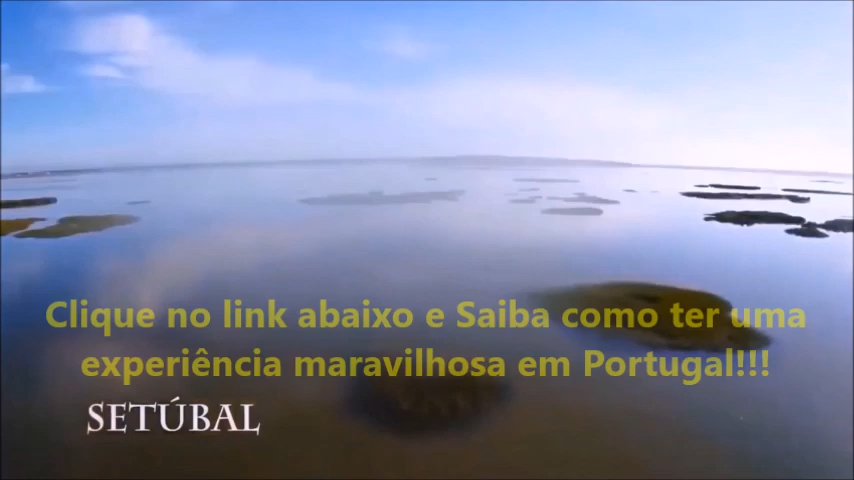 Clique no link abaixo e Saiba como ter uma
experiência maravilhosa em Portugal!!!
SETÚBAL